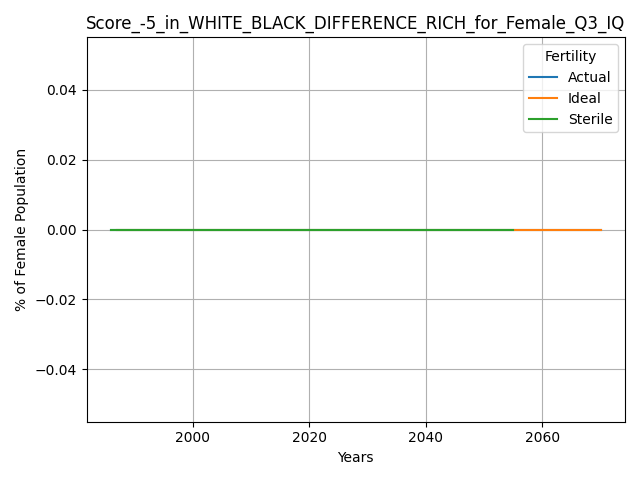 Score_-5_in_WHITE_BLACK_DIFFERENCE_RICH_for_Female_Q3_IQ
Fertility
Actual
Ideal
Sterile
% of Female Population
0.04
0.02
0.00
−0.02
−0.04
2000 2020 2040 2060
Years